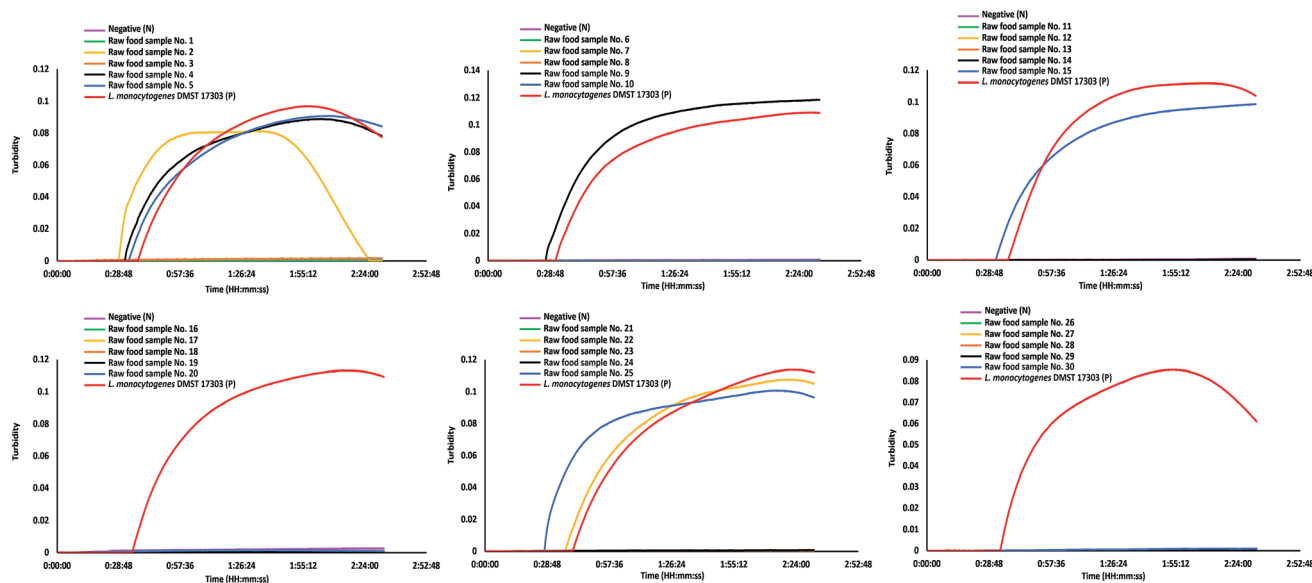 Negative (N)
Raw food sample No. 1
Raw food sample No. 2
Raw food sample No. 3
Raw food sample No. 4
Raw food sample No. 5
L. monocytogenes DMST 17303 (P)
0.12
0.1
0.08
0.06
0.04
0.02
0
Turbidity
0:00:00 0:28:48 0:57:36 1:26:24 1:55:12 2:24:00 2:52:48
Time (HH:mm:ss)
Negative (N)
Raw food sample No. 6
Raw food sample No. 7
Raw food sample No. 8
Raw food sample No. 9
Raw food sample No. 10
L. monocytogenes DMST 17303 (P)
0.14
0.12
0.1
0.08
0.06
0.04
0.02
0
Turbidity
0:00:00 0:28:48 0:57:36 1:26:24 1:55:12 2:24:00 2:52:48
Time (HH:mm:ss)
Negative (N)
Raw food sample No. 11
Raw food sample No. 12
Raw food sample No. 13
Raw food sample No. 14
Raw food sample No. 15
L. monocytogenes DMST 17303 (P)
0.12
0.1
0.08
0.06
0.04
0.02
0
Turbidity
0:00:00 0:28:48 0:57:36 1:26:24 1:55:12 2:24:00 2:52:48
Time (HH:mm:ss)
Negative (N)
Raw food sample No. 16
Raw food sample No. 17
Raw food sample No. 18
Raw food sample No. 19
Raw food sample No. 20
L. monocytogenes DMST 17303 (P)
0.12
0.1
0.08
0.06
0.04
0.02
0
Turbidity
0:00:00 0:28:48 0:57:36 1:26:24 1:55:12 2:24:00 2:52:48
Time (HH:mm:ss)
Negative (N)
Raw food sample No. 21
Raw food sample No. 22
Raw food sample No. 23
Raw food sample No. 24
Raw food sample No. 25
L. monocytogenes DMST 17303 (P)
0.12
0.1
0.08
0.06
0.04
0.02
0
Turbidity
0:00:00 0:28:48 0:57:36 1:26:24 1:55:12 2:24:00 2:52:48
Time (HH:mm:ss)
Negative (N)
Raw food sample No. 26
Raw food sample No. 27
Raw food sample No. 28
Raw food sample No. 29
Raw food sample No. 30
L. monocytogenes DMST 17303 (P)
0.09
0.08
0.07
0.06
0.05
0.04
0.03
0.02
0.01
0
Turbidity
0:00:00 0:28:48 0:57:36 1:26:24 1:55:12 2:24:00 2:52:48
Time (HH:mm:ss)